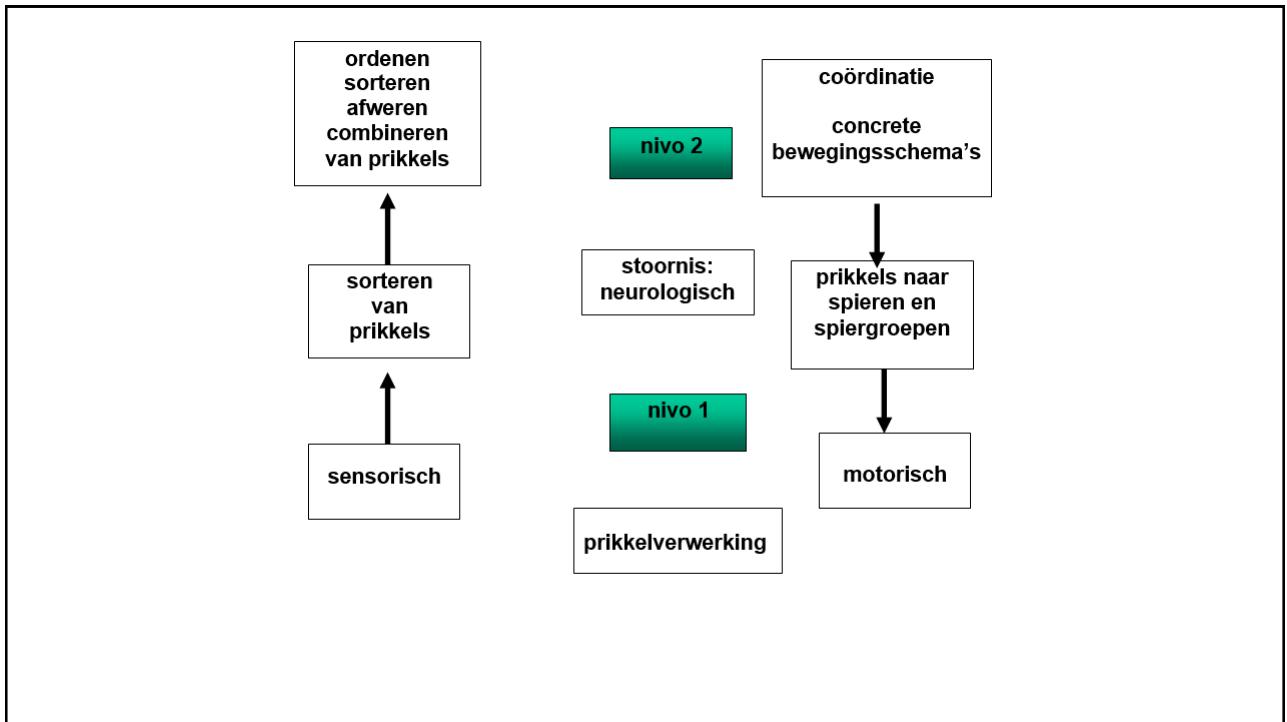 ordenen
sorteren
afweren
combineren
van prikkels
sorteren
van
prikkels
sensorisch
nivo 2
stoornis:
neurologisch
nivo 1
prikkelverwerking
coördinatie
concrete
bewegingsschema’s
prikkels naar
spieren en
spiergroepen
motorisch